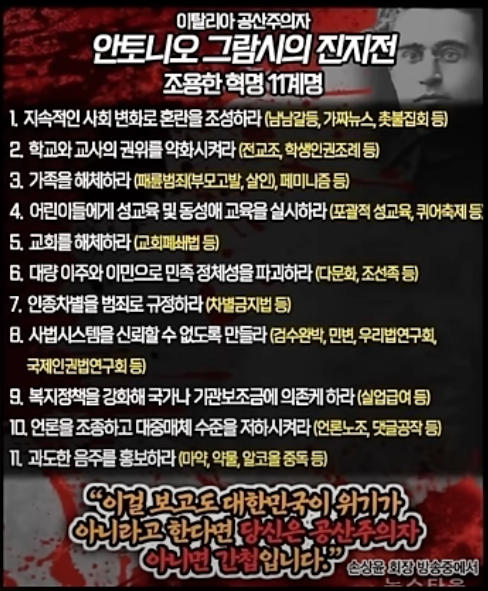 이탈리아 공산주의자
안토니오 그람시의 진지전
조용한 혁명 11계명
1. 지속적인 사회 변화로 혼란을 조성하라 (남남갈등, 가짜뉴스, 촛불집회 등)
2. 학교와 교사의 권위를 약화시켜라 (전교조, 학생인권조례 등)
3. 가족을 해체하라 (패륜범죄(부모고발, 살인), 페미니즘 등)
4. 어린이들에게 성교육 및 동성애 교육을 실시하라 (포괄적 성교육, 퀴어축제 등)
5. 교회를 해체하라 (교회폐쇄법 등)
6. 대량 이주와 이민으로 민족 정체성을 파괴하라 (다문화, 조선족 등)
7. 인종차별을 범죄로 규정하라 (차별금지법 등)
8. 사법시스템을 신뢰할 수 없도록 만들라 (검수완박, 민변, 우리법연구회,
국제인권법연구회 등)
9. 복지정책을 강화해 국가나 기관보조금에 의존케 하라 (실업급여 등)
10. 언론을 조종하고 대중매체 수준을 저하시켜라 (언론노조, 댓글공작 등)
11. 과도한 음주를 홍보하라 (마약, 약물, 알코올 중독 등)
“이걸 보고도 대한민국이 위기가
아니라고 한다면 당신은 공산주의자
아니면 간첩입니다.”
손상윤 회장 방송중에서
뉴스타운